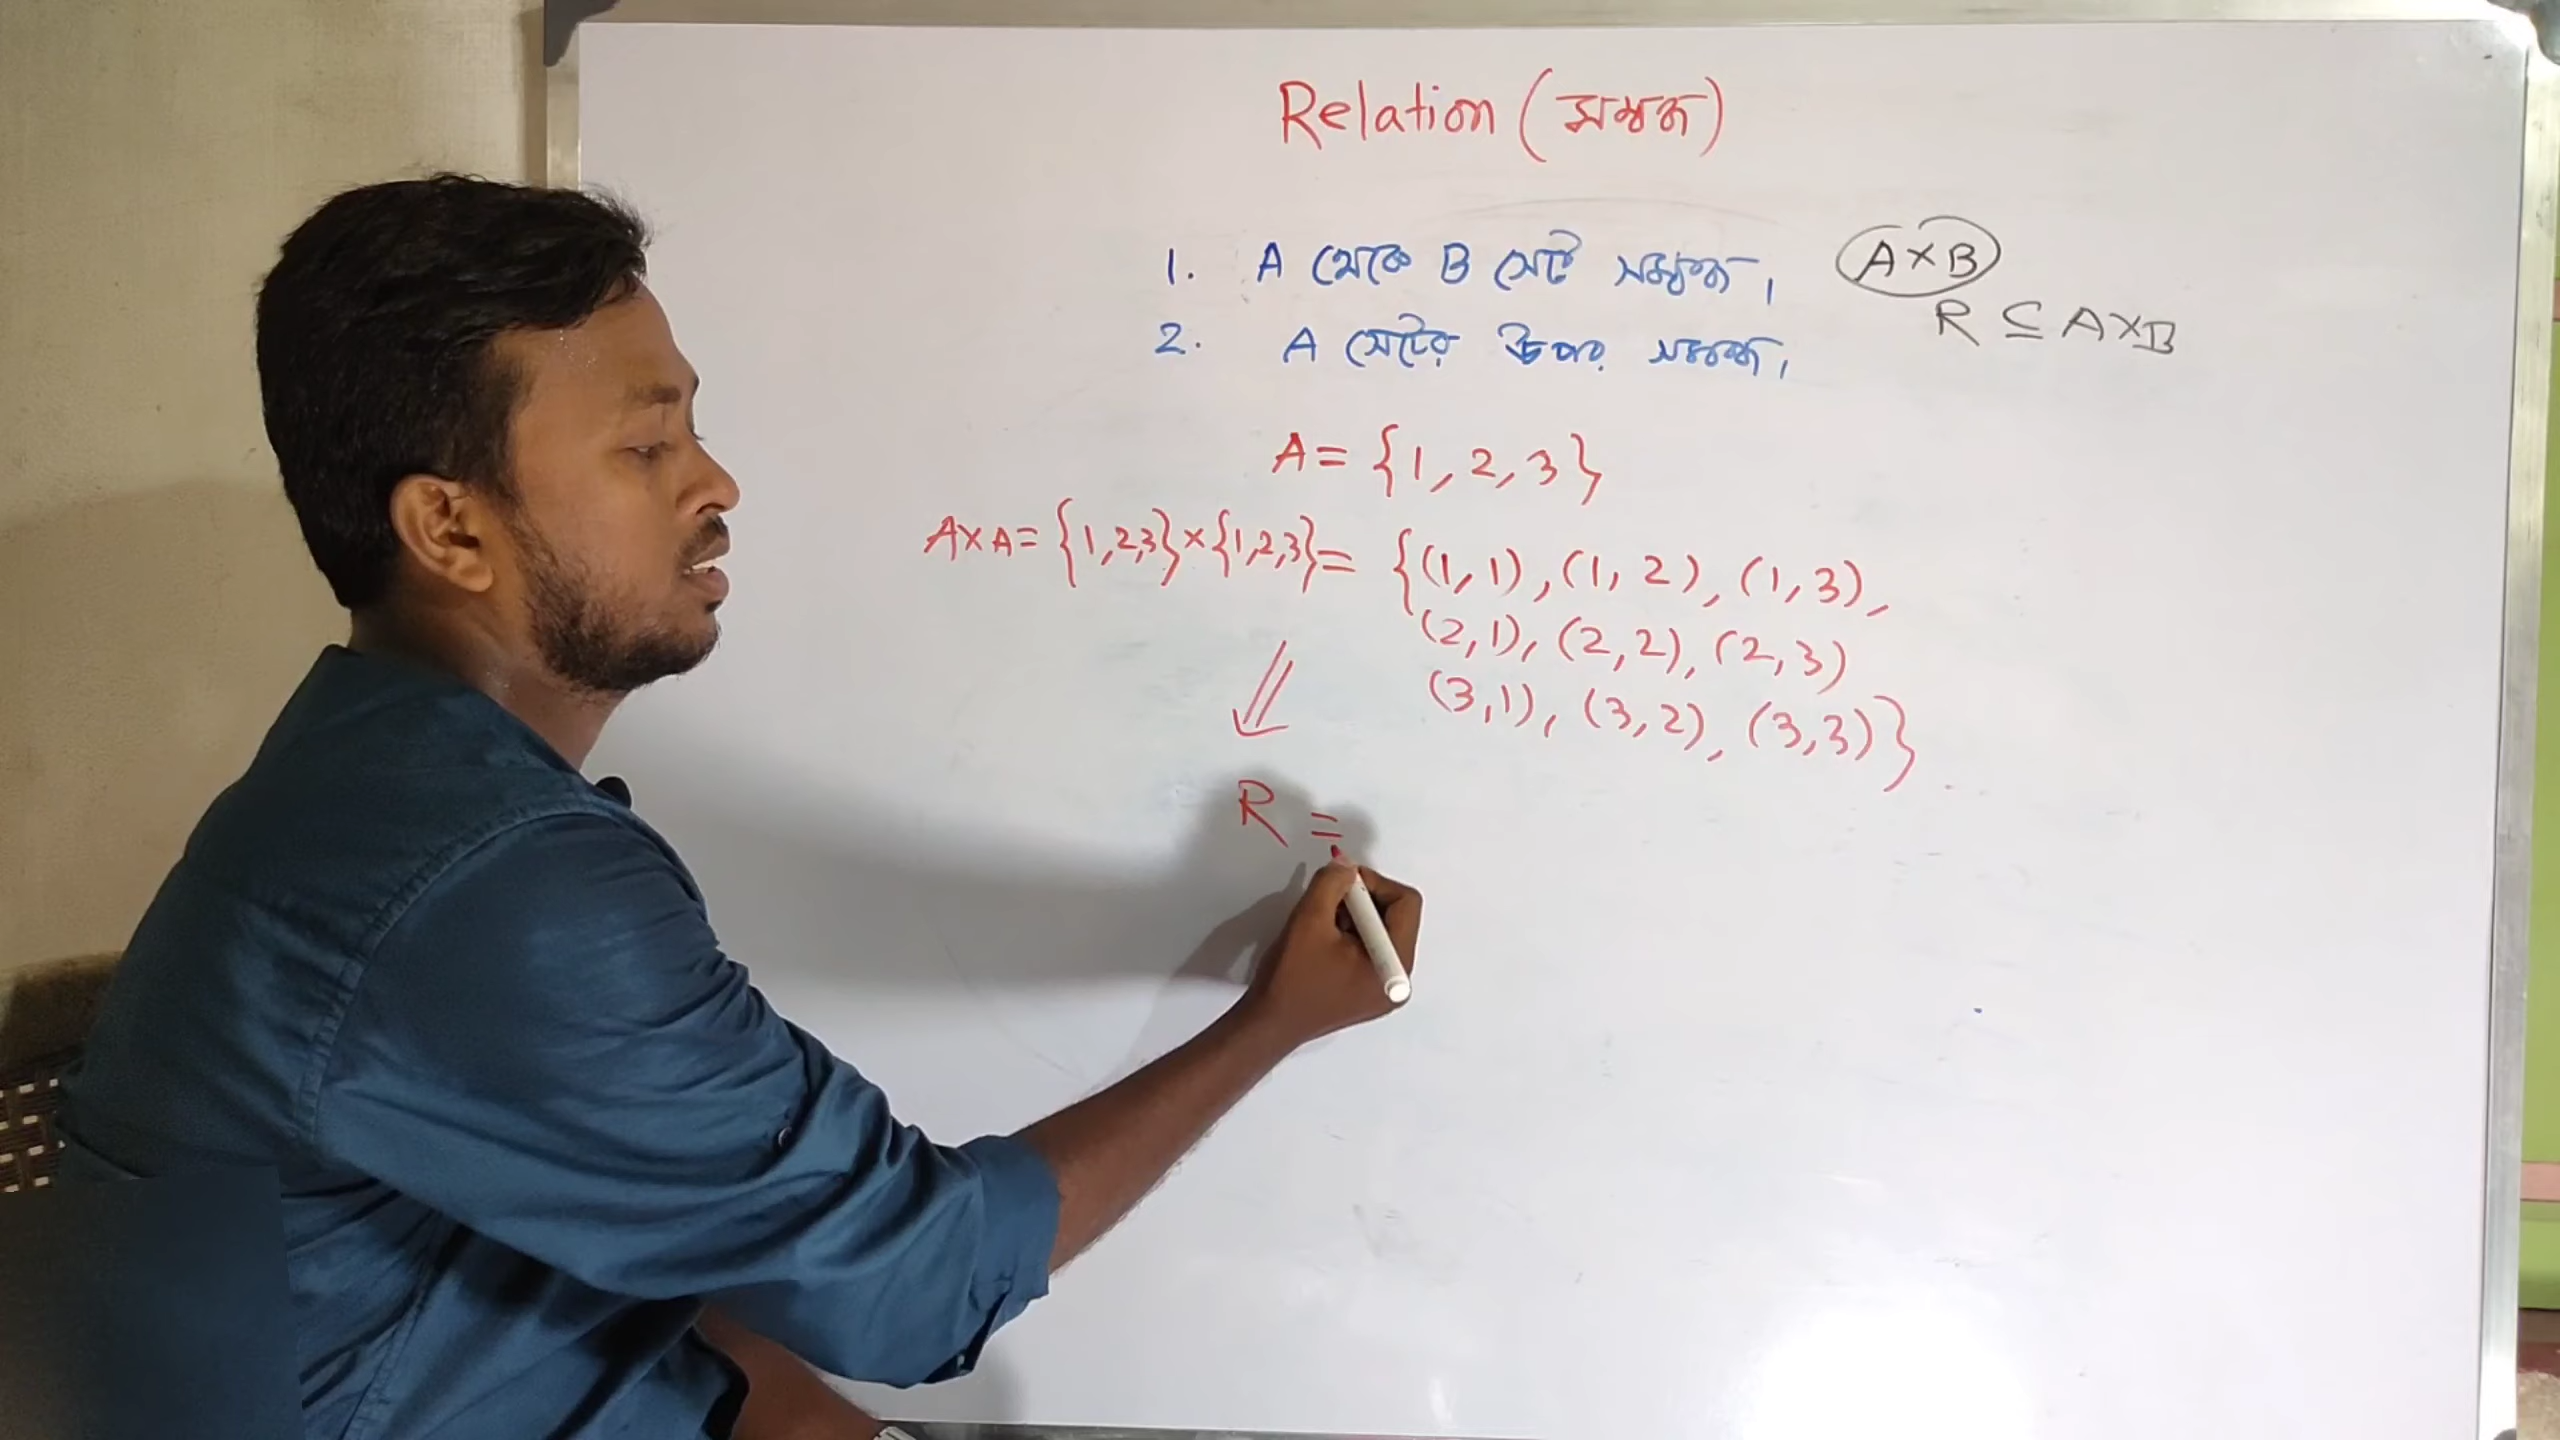 Relation (সম্বন্ধ)
1. A থেকে B সেটে সম্বন্ধ।
A×B
R ⊆ A×B
2. A সেটের উপর সম্বন্ধ।
A = {1, 2, 3}
A×A = {1,2,3}×{1,2,3} = {(1,1), (1, 2), (1, 3),
(2,1), (2,2), (2,3)
(3,1), (3,2), (3,3)}
R =